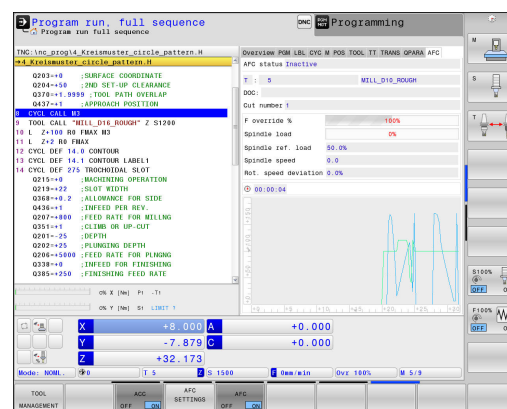 Program run, full sequence
Program run full sequence
DNC
Programming
TNC:\nc_prog\4_Kreismuster_circle_pattern.H
→4_Kreismuster_circle_pattern.H
Q203=+0 ;SURFACE COORDINATE
Q204=+50 ;2ND SET-UP CLEARANCE
Q370=+1.9999 ;TOOL PATH OVERLAP
Q437=+1 ;APPROACH POSITION
8 CYCL CALL M3
9 TOOL CALL "MILL_D16_ROUGH" Z S1200
10 L Z+100 R0 FMAX M3
11 L Z+2 R0 FMAX
12 CYCL DEF 14.0 CONTOUR
13 CYCL DEF 14.1 CONTOUR LABEL1
14 CYCL DEF 275 TROCHOIDAL SLOT
Q215=+0 ;MACHINING OPERATION
Q219=+22 ;SLOT WIDTH
Q368=+0.2 ;ALLOWANCE FOR SIDE
Q436=+1 ;INFEED PER REV.
Q207=+800 ;FEED RATE FOR MILLNG
Q351=+1 ;CLIMB OR UP-CUT
Q201=-25 ;DEPTH
Q202=+25 ;PLUNGING DEPTH
Q206=+5000 ;FEED RATE FOR PLNGNG
Q338=+0 ;INFEED FOR FINISHING
Q385=+250 ;FINISHING FEED RATE
0% X [Nm] P1 -T1
0% Y [Nm] S1 LIMIT 1
Overview PGM LBL CYC M POS TOOL TT TRANS QPARA AFC
AFC status Inactive
T : 5 MILL_D10_ROUGH
DOC:
Cut number 1
F override % 100%
Spindle load 0%
Spindle ref. load 50.0%
Spindle speed 0.0
Rot. speed deviation 0.0%
00:00:04
X +8.000 A +0.000
Y -7.879 C +0.000
Z +32.173
Mode: NOML. 0 T 5 Z S 1500 F 0mm/min Ovr 100% M 5/9
TOOL MANAGEMENT
ACC
OFF ON
AFC SETTINGS
AFC
OFF ON
M
S
T
S100%
OFF
F100%
OFF